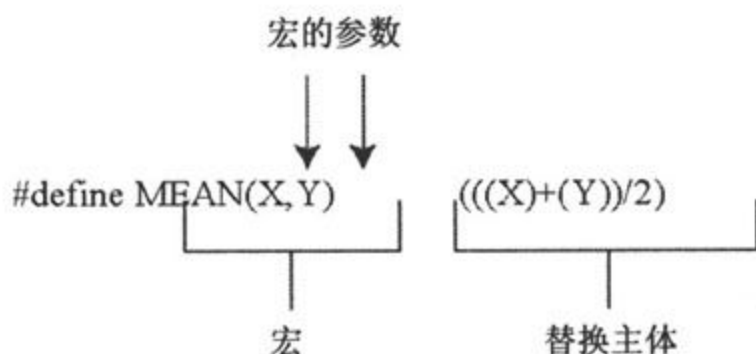 宏的参数
#define MEAN(X,Y) (((X)+(Y))/2)
宏 替换主体